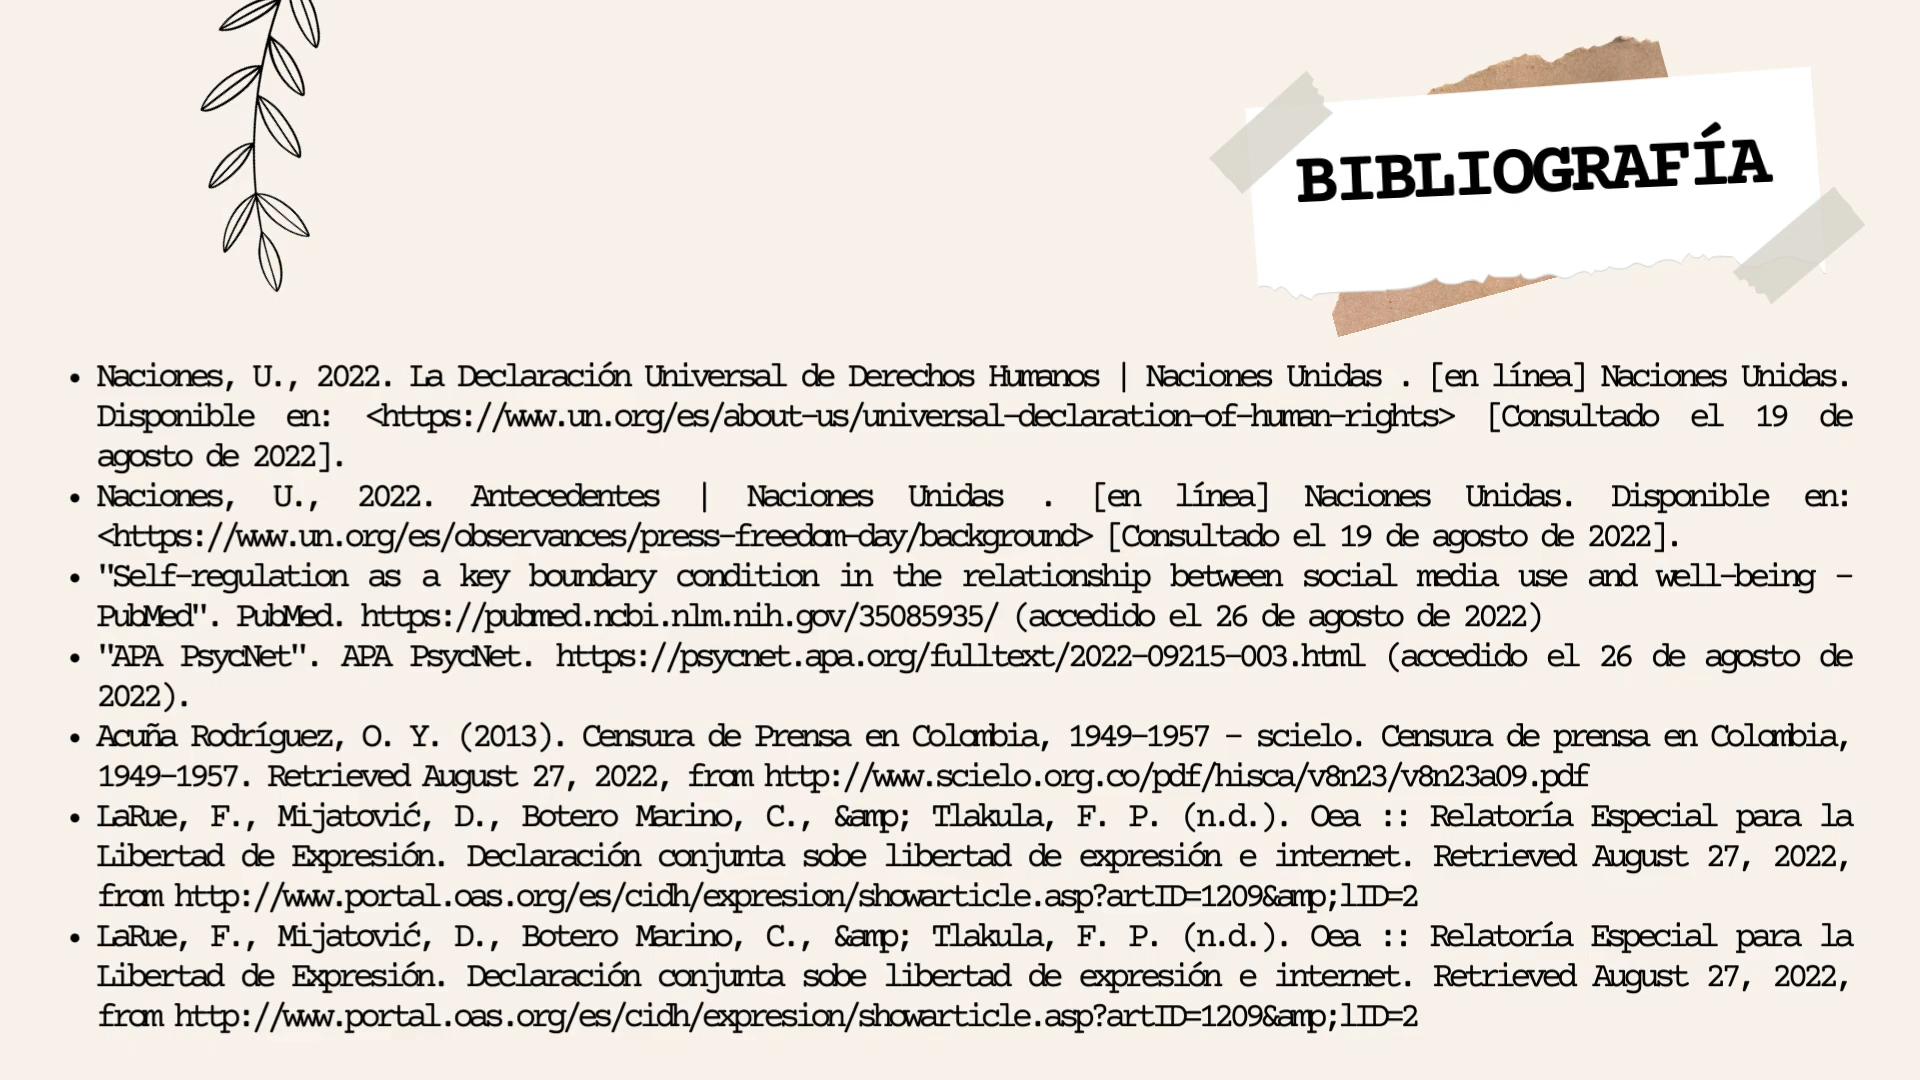 BIBLIOGRAFÍA
• Naciones, U., 2022. La Declaración Universal de Derechos Humanos | Naciones Unidas . [en línea] Naciones Unidas.
Disponible en: <https://www.un.org/es/about-us/universal-declaration-of-human-rights> [Consultado el 19 de
agosto de 2022].
• Naciones, U., 2022. Antecedentes | Naciones Unidas . [en línea] Naciones Unidas. Disponible en:
<https://www.un.org/es/observances/press-freedom-day/background> [Consultado el 19 de agosto de 2022].
• "Self-regulation as a key boundary condition in the relationship between social media use and well-being -
PubMed". PubMed. https://pubmed.ncbi.nlm.nih.gov/35085935/ (accedido el 26 de agosto de 2022)
• "APA PsycNet". APA PsycNet. https://psycnet.apa.org/fulltext/2022-09215-003.html (accedido el 26 de agosto de
2022).
• Acuña Rodríguez, O. Y. (2013). Censura de Prensa en Colombia, 1949–1957 - scielo. Censura de prensa en Colombia,
1949–1957. Retrieved August 27, 2022, from http://www.scielo.org.co/pdf/hisca/v8n23/v8n23a09.pdf
• LaRue, F., Mijatović, D., Botero Marino, C., &amp; Tlakula, F. P. (n.d.). Oea :: Relatoría Especial para la
Libertad de Expresión. Declaración conjunta sobe libertad de expresión e internet. Retrieved August 27, 2022,
from http://www.portal.oas.org/es/cidh/expresion/showarticle.asp?artID=1209&amp;lID=2
• LaRue, F., Mijatović, D., Botero Marino, C., &amp; Tlakula, F. P. (n.d.). Oea :: Relatoría Especial para la
Libertad de Expresión. Declaración conjunta sobe libertad de expresión e internet. Retrieved August 27, 2022,
from http://www.portal.oas.org/es/cidh/expresion/showarticle.asp?artID=1209&amp;lID=2